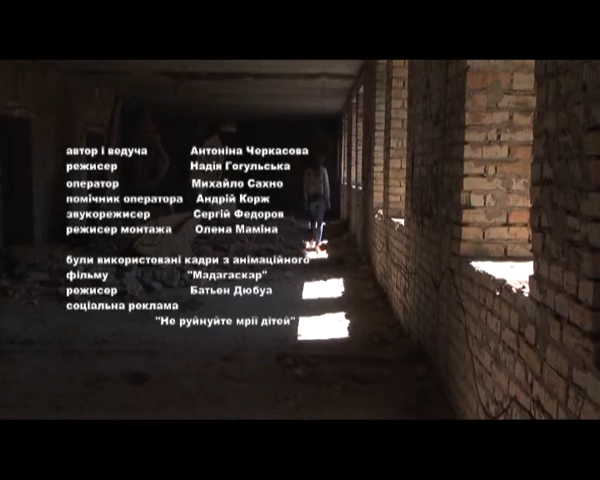 автор і ведуча Антоніна Черкасова
режисер Надія Гогульська
оператор Михайло Сахно
помічник оператора Андрій Корж
звукорежисер Сергій Федоров
режисер монтажа Олена Маміна
були використовані кадри з анімаційного
фільму "Мадагаскар"
режисер Батьен Дюбуа
соціальна реклама
"Не руйнуйте мрії дітей"